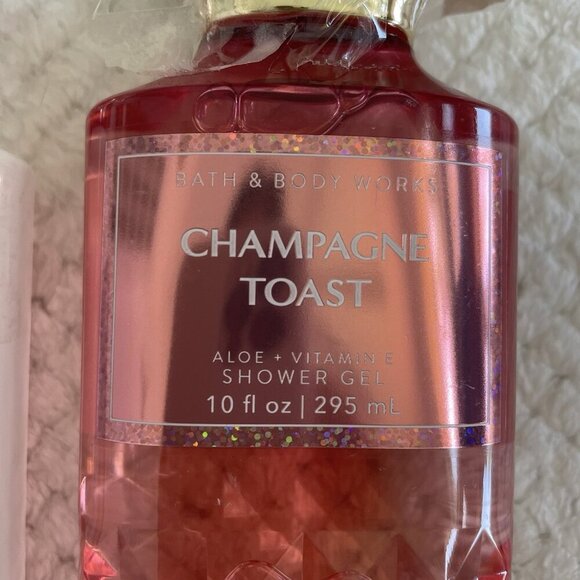 BATH & BODY WORKS
CHAMPAGNE
TOAST
ALOE + VITAMIN E
SHOWER GEL
10 fl oz | 295 mL